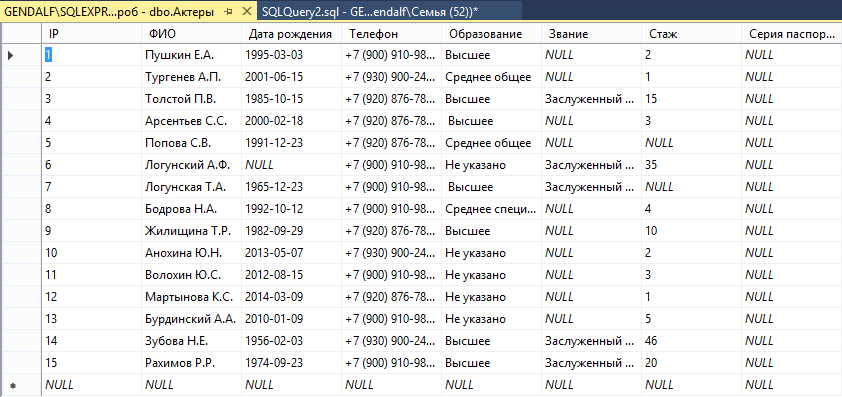 GENDALF\SQLEXPR...роб - dbo.Актеры SQLQuery2.sql - GE...endalf\Семья (52))*
IP ФИО Дата рождения Телефон Образование Звание Стаж Серия паспор...
1 Пушкин Е.А. 1995-03-03 +7 (900) 910-98... Высшее NULL 2 NULL
2 Тургенев А.П. 2001-06-15 +7 (930) 900-24... Среднее общее NULL 1 NULL
3 Толстой П.В. 1985-10-15 +7 (920) 876-78... Высшее Заслуженный ... 15 NULL
4 Арсентьев С.С. 2000-02-18 +7 (920) 876-78... Высшее NULL 3 NULL
5 Попова С.В. 1991-12-23 +7 (920) 876-78... Среднее общее NULL NULL NULL
6 Логунский А.Ф. NULL +7 (900) 910-98... Не указано Заслуженный ... 35 NULL
7 Логунская Т.А. 1965-12-23 +7 (900) 910-98... Высшее Заслуженный ... NULL NULL
8 Бодрова Н.А. 1992-10-12 +7 (900) 910-98... Среднее специ... NULL 4 NULL
9 Жилищина Т.Р. 1982-09-29 +7 (920) 876-78... Высшее NULL 10 NULL
10 Анохина Ю.Н. 2013-05-07 +7 (930) 900-24... Не указано NULL 2 NULL
11 Волохин Ю.С. 2012-08-15 +7 (900) 910-98... Не указано NULL 3 NULL
12 Мартынова К.С. 2014-03-09 +7 (920) 876-78... Не указано NULL 1 NULL
13 Бурдинский А.А. 2010-01-09 +7 (900) 910-98... Не указано NULL 5 NULL
14 Зубова Н.Е. 1956-02-03 +7 (930) 900-24... Высшее Заслуженный ... 46 NULL
15 Рахимов Р.Р. 1974-09-23 +7 (900) 910-98... Высшее Заслуженный ... 20 NULL
NULL NULL NULL NULL NULL NULL NULL NULL